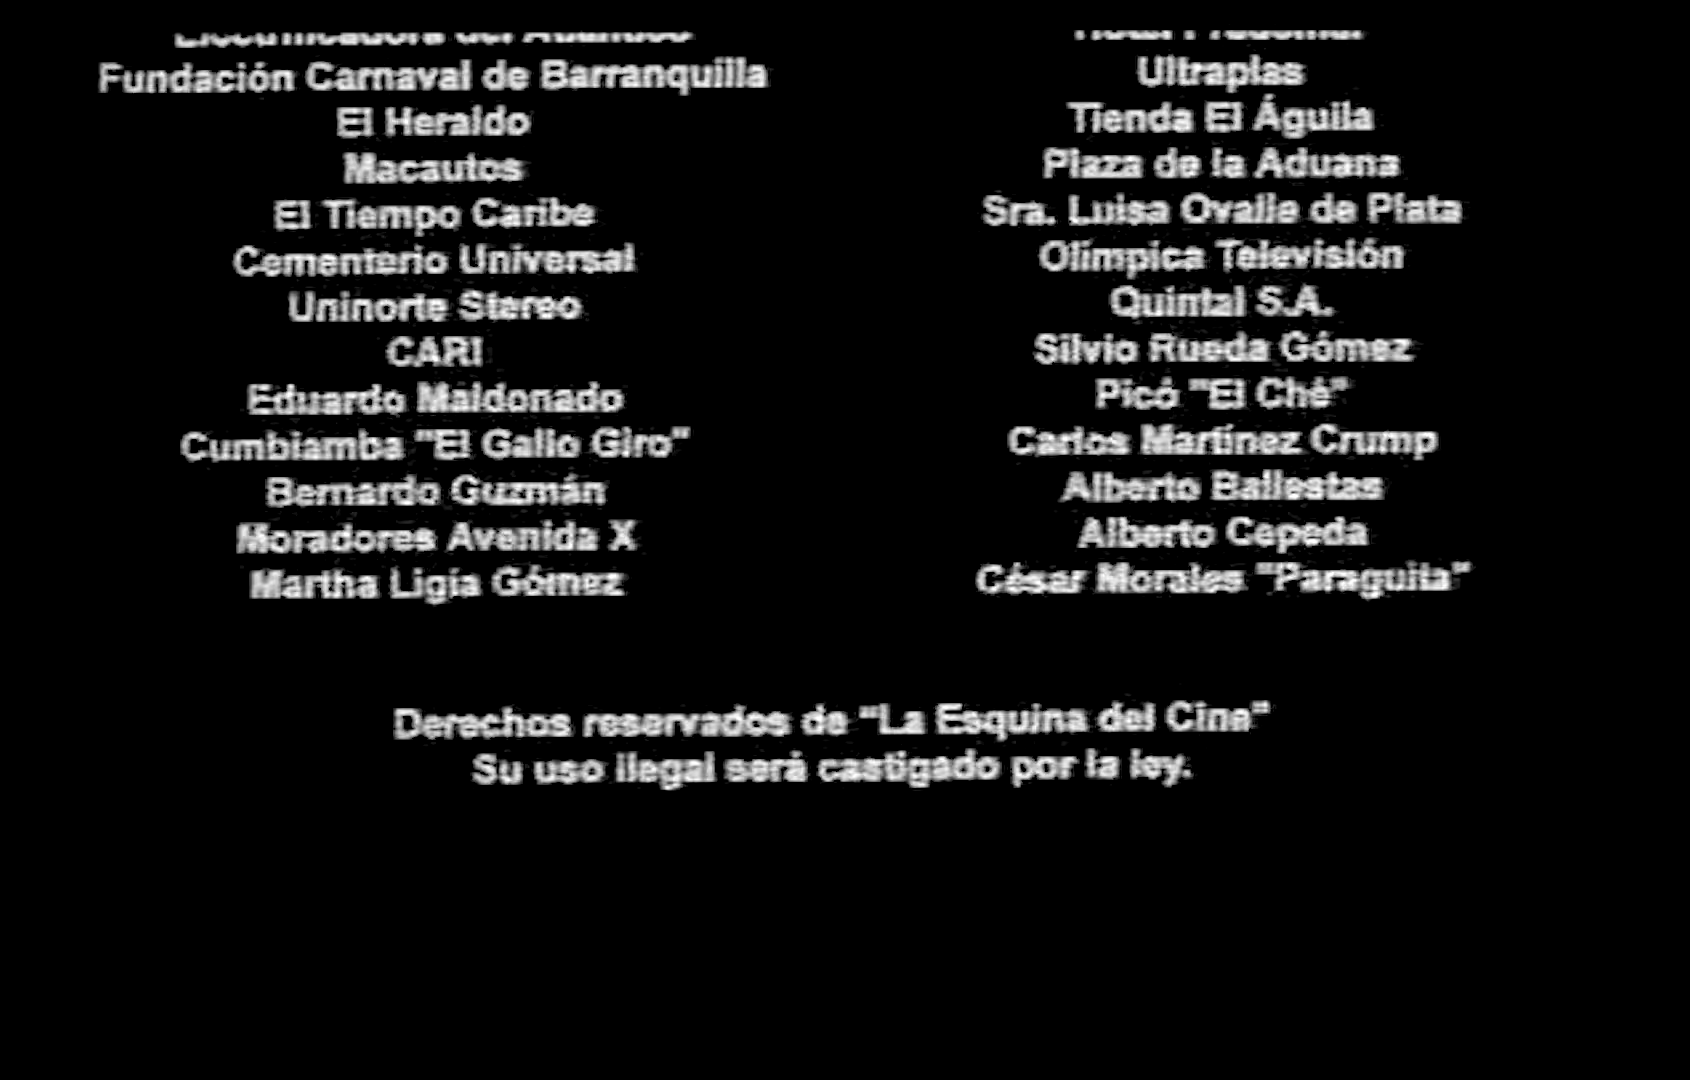 Fundación Carnaval de Barranquilla
El Heraldo
Macautos
El Tiempo Caribe
Cementerio Universal
Uninorte Stereo
CARI
Eduardo Maldonado
Cumbiamba "El Gallo Giro"
Bernardo Guzmán
Moradores Avenida X
Martha Ligia Gómez
Ultraplas
Tienda El Águila
Plaza de la Aduana
Sra. Luisa Ovalle de Plata
Olímpica Televisión
Quintal S.A.
Silvio Rueda Gómez
Picó "El Ché"
Carlos Martínez Crump
Alberto Ballestas
Alberto Cepeda
César Morales "Paraguita"
Derechos reservados de "La Esquina del Cine"
Su uso ilegal será castigado por la ley.